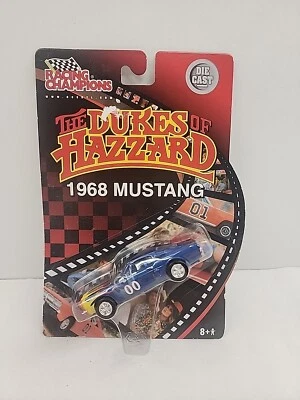 RACING
CHAMPIONS
DIE
CAST
THE DUKES OF
HAZZARD
1968 MUSTANG
01
00
8+